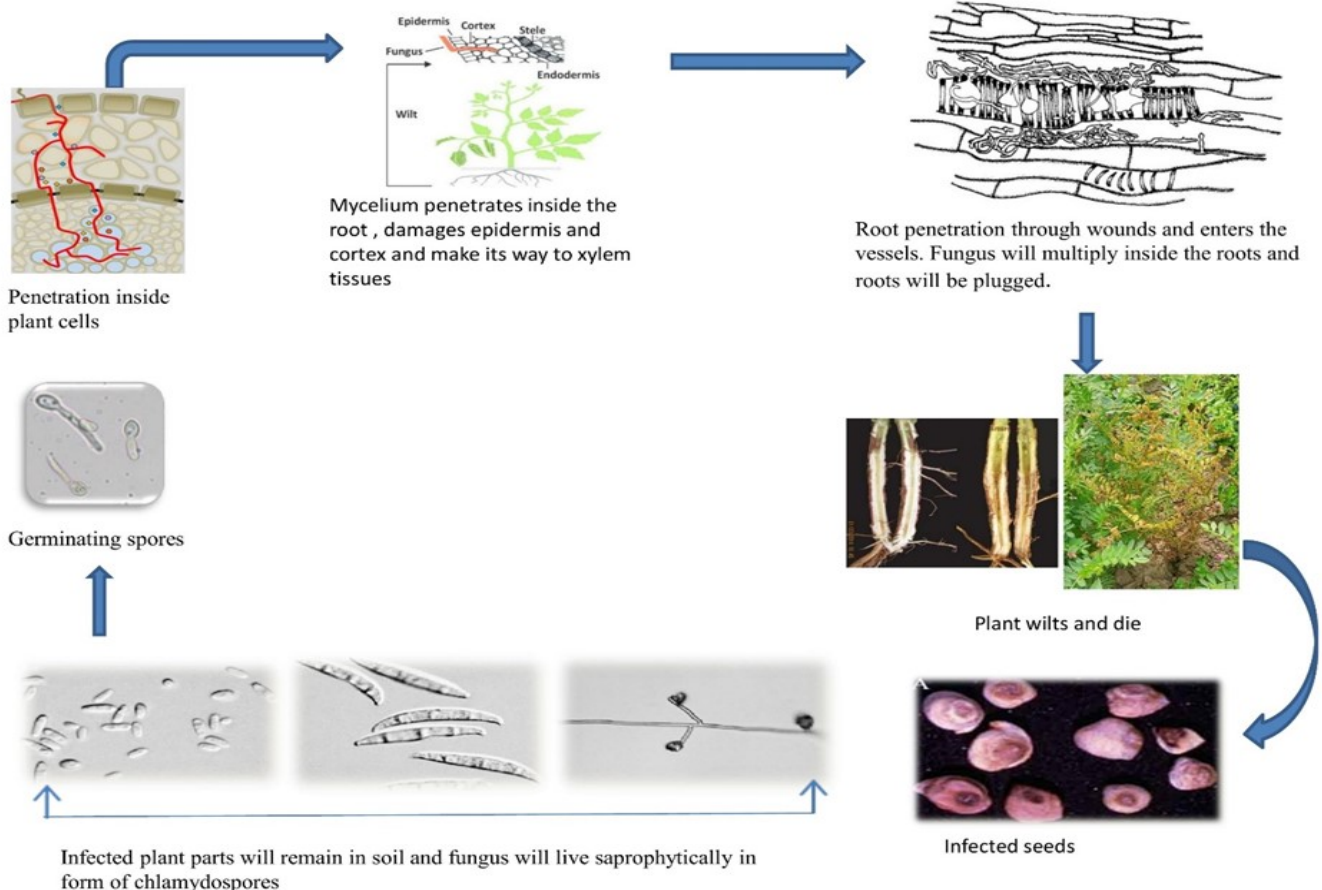 Epidermis
Cortex
Stele
Fungus
Endodermis
Wilt
Penetration inside
plant cells
Mycelium penetrates inside the
root , damages epidermis and
cortex and make its way to xylem
tissues
Root penetration through wounds and enters the
vessels. Fungus will multiply inside the roots and
roots will be plugged.
Germinating spores
Plant wilts and die
A
Infected seeds
Infected plant parts will remain in soil and fungus will live saprophytically in
form of chlamydospores